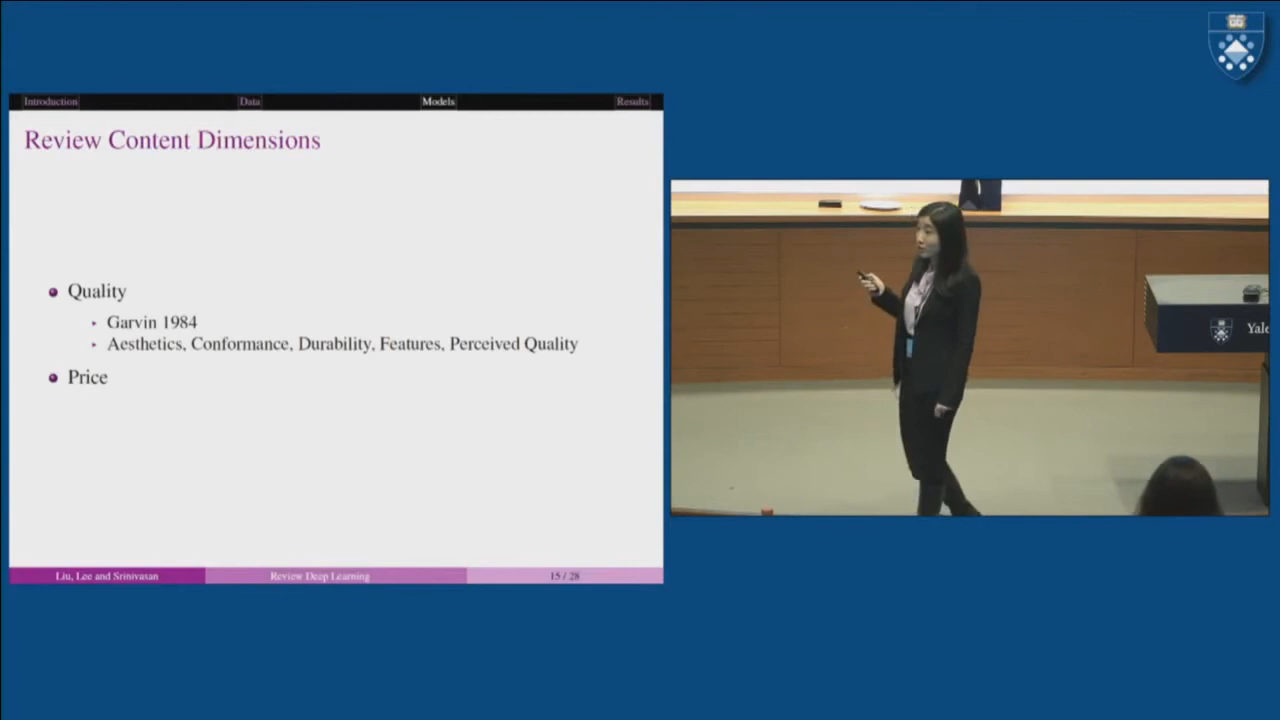 Introduction Data Models Results
Review Content Dimensions
Quality
Garvin 1984
Aesthetics, Conformance, Durability, Features, Perceived Quality
Price
Liu, Lee and Srinivasan Review Deep Learning 15 / 28
Yale